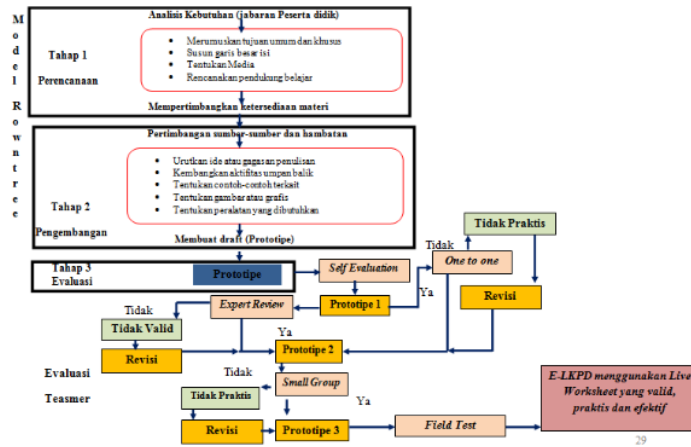 Model Rowntree
Analisis Kebutuhan (jabaran Peserta didik)
Tahap 1
Perencanaan
• Merumuskan tujuan umum dan khusus
• Susun garis besar isi
• Tentukan Media
• Rencanakan pendukung belajar
Mempertimbangkan ketersediaan materi
Pertimbangan sumber-sumber dan hambatan
• Urutkan ide atau gagasan penulisan
• Kembangkan aktifitas umpan balik
• Tentukan contoh-contoh terkait
• Tentukan gambar atau grafis
• Tentukan peralatan yang dibutuhkan
Tahap 2
Pengembangan
Membuat draft (Prototipe)
Tidak Praktis
Tidak
Tahap 3
Evaluasi
Prototipe
Self Evaluation
One to one
Ya
Revisi
Expert Review
Prototipe 1
Tidak
Tidak Valid
Ya
Revisi
Prototipe 2
Evaluasi
Teasmer
Tidak
Small Group
Tidak Praktis
Ya
Revisi
Prototipe 3
Field Test
E-LKPD menggunakan Live
Worksheet yang valid,
praktis dan efektif
29